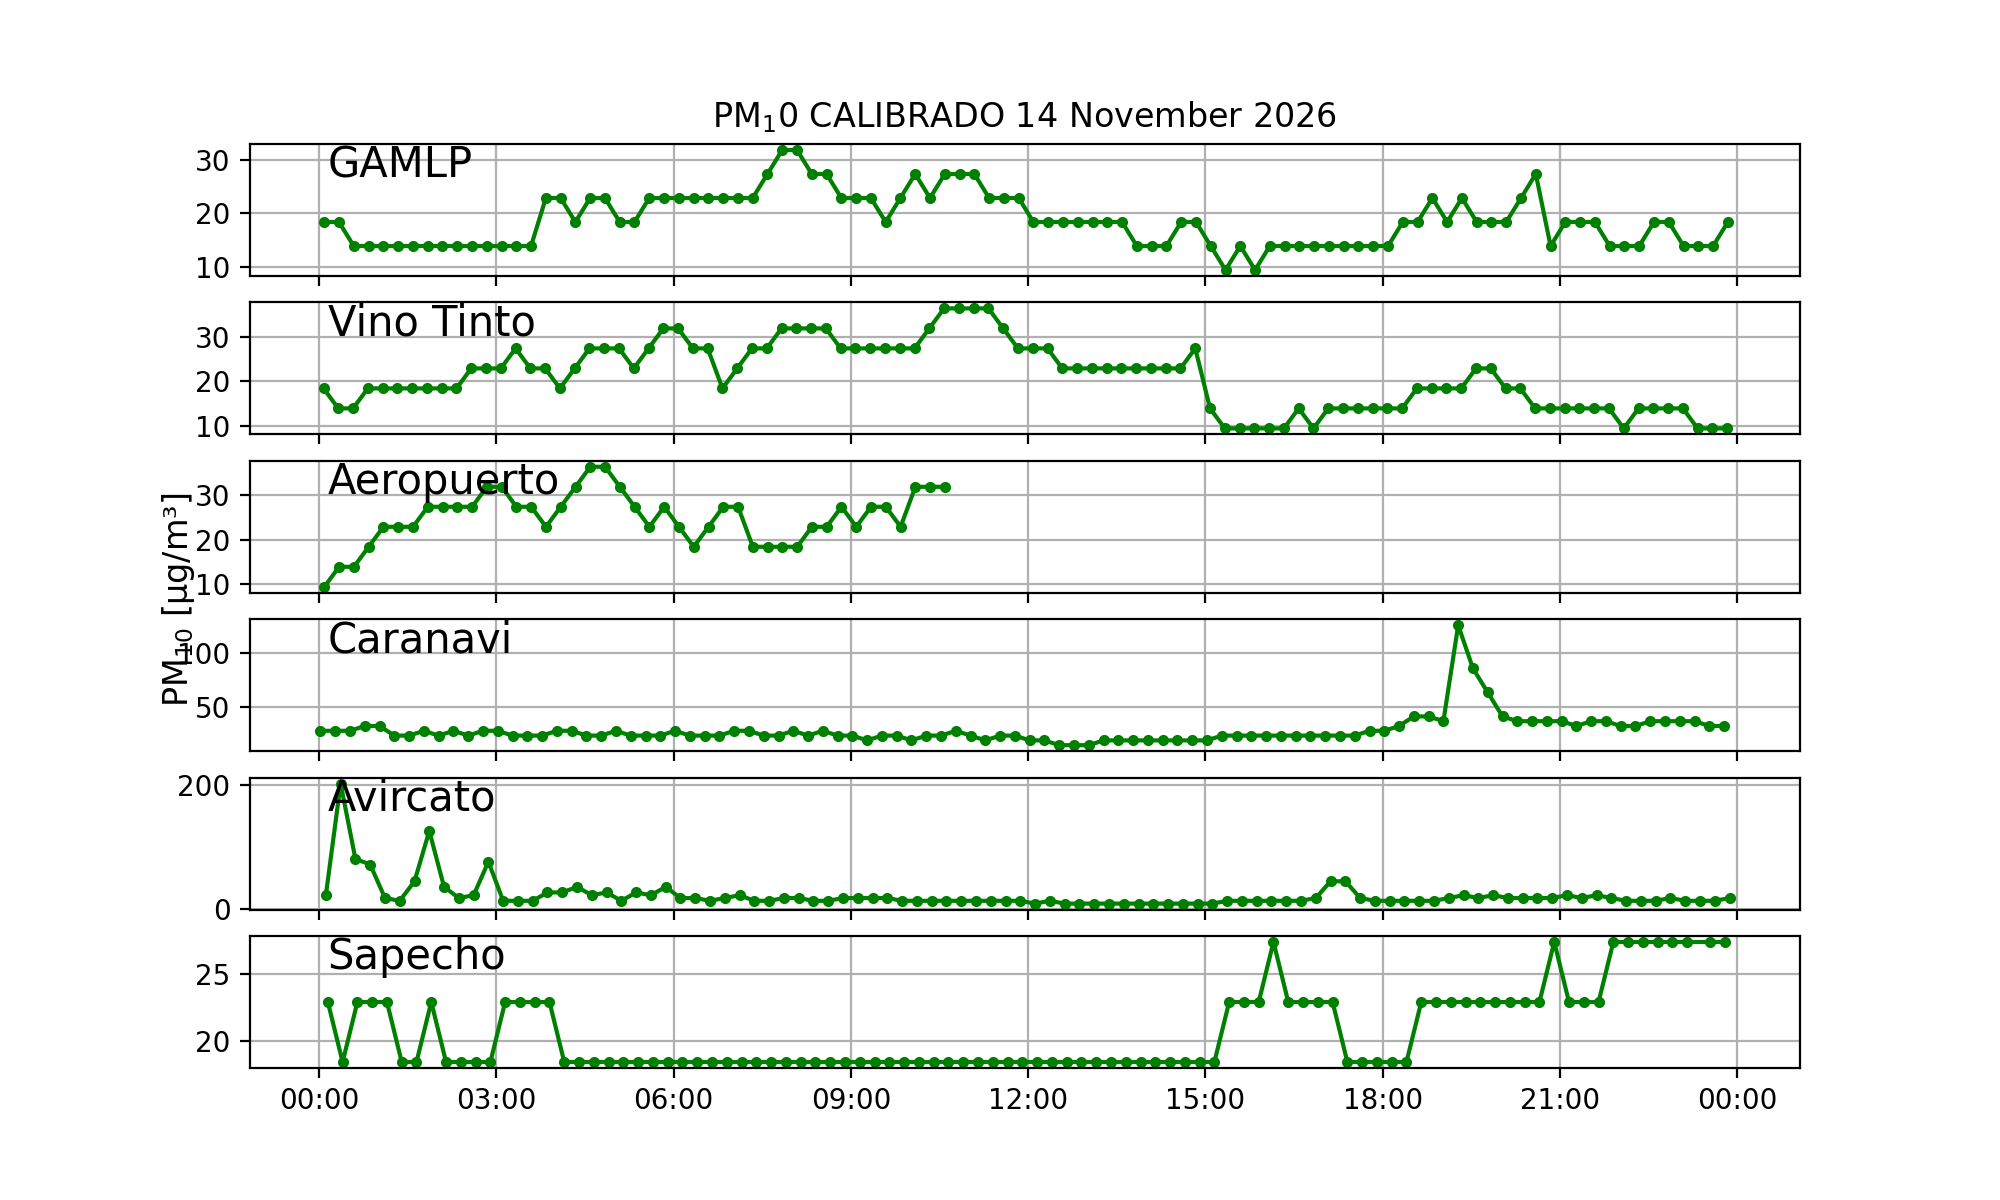 PM₁0 CALIBRADO 14 November 2026
GAMLP
30
20
10
Vino Tinto
30
20
10
Aeropuerto
30
20
10
PM₁₀ [µg/m³]
Caranavi
100
50
Avircato
200
0
Sapecho
25
20
00:00 03:00 06:00 09:00 12:00 15:00 18:00 21:00 00:00